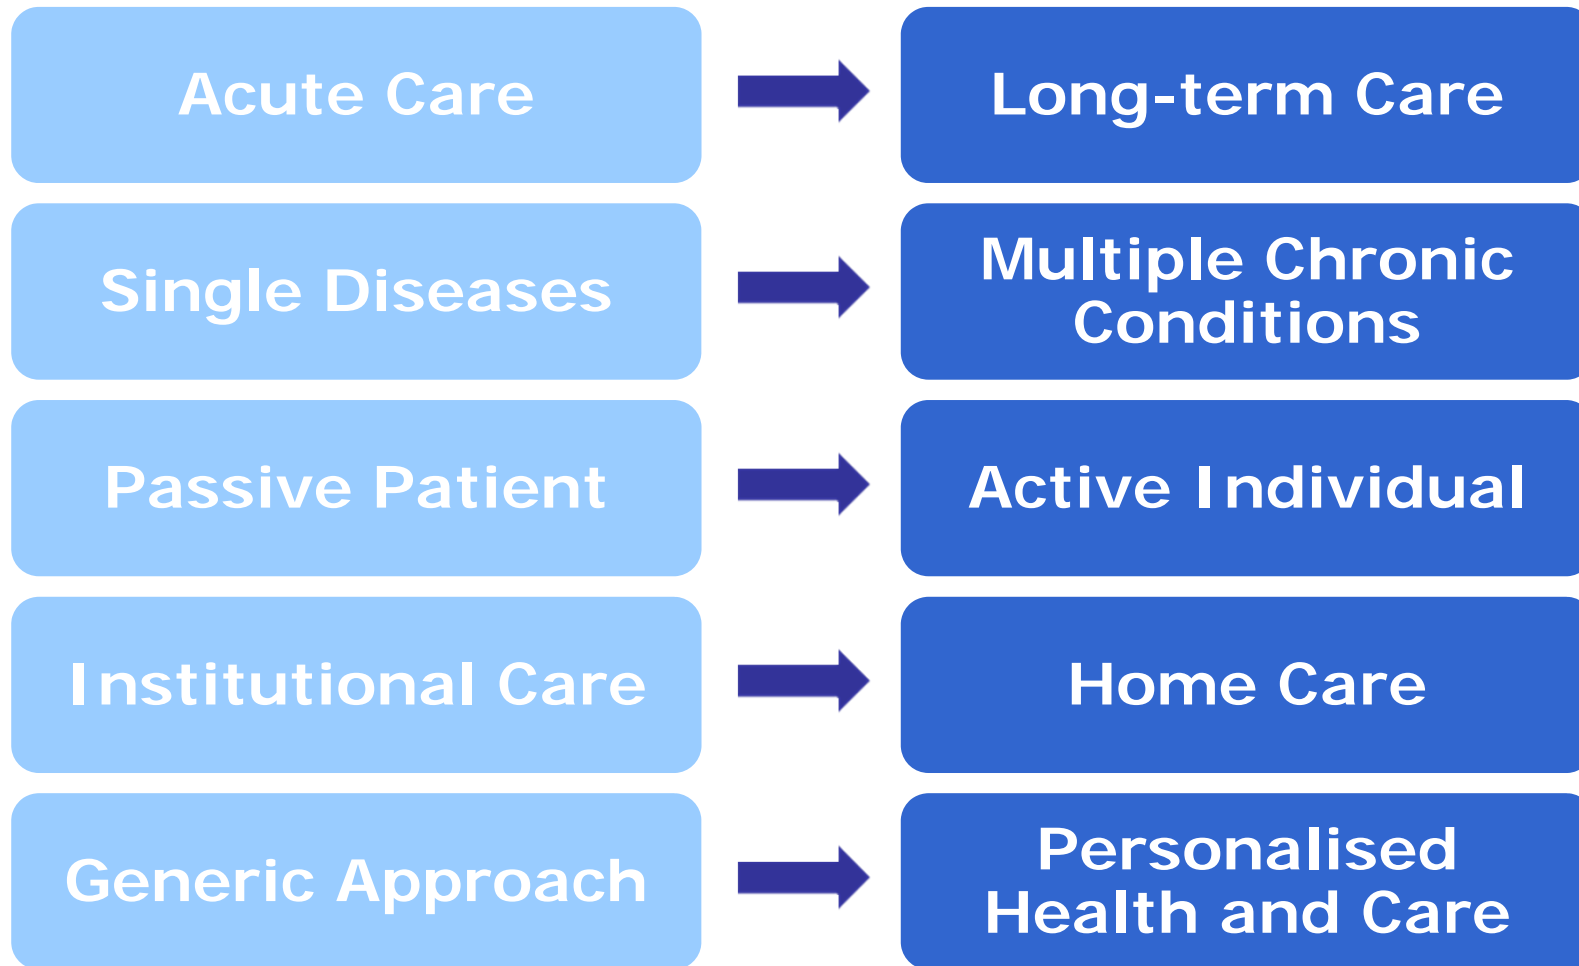 Acute Care
Long-term Care
Single Diseases
Multiple Chronic
Conditions
Passive Patient
Active Individual
Institutional Care
Home Care
Generic Approach
Personalised
Health and Care